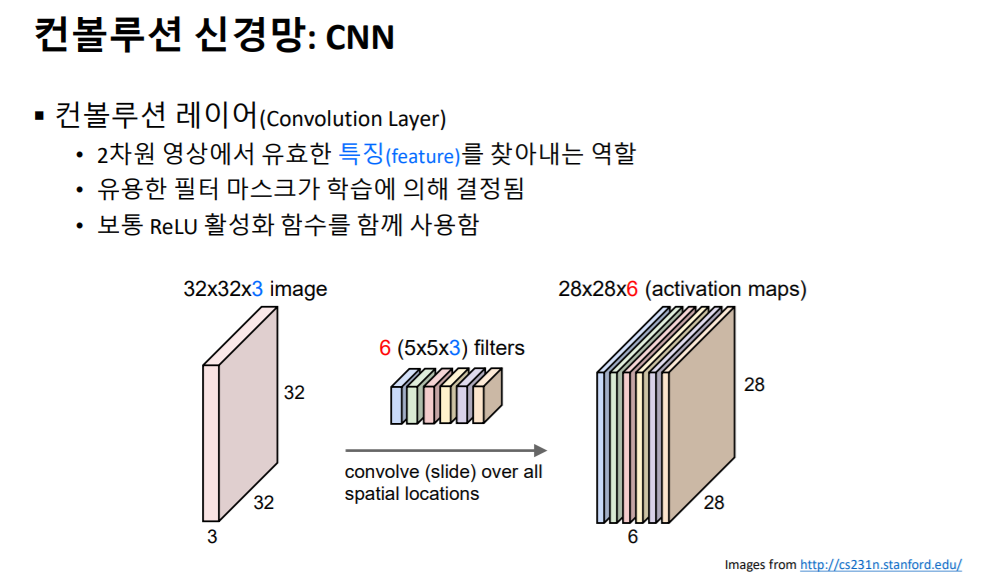 컨볼루션 신경망: CNN
▪ 컨볼루션 레이어(Convolution Layer)
• 2차원 영상에서 유효한 특징(feature)를 찾아내는 역할
• 유용한 필터 마스크가 학습에 의해 결정됨
• 보통 ReLU 활성화 함수를 함께 사용함
32x32x3 image
32
32
3
6 (5x5x3) filters
convolve (slide) over all
spatial locations
28x28x6 (activation maps)
28
28
6
Images from http://cs231n.stanford.edu/